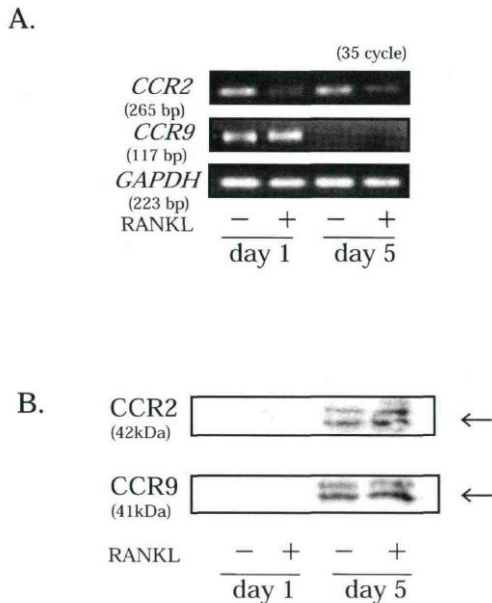 A.
(35 cycle)
CCR2
(265 bp)
CCR9
(117 bp)
GAPDH
(223 bp)
RANKL − + − +
day 1 day 5
B.
CCR2
(42kDa)
←
CCR9
(41kDa)
←
RANKL − + − +
day 1 day 5